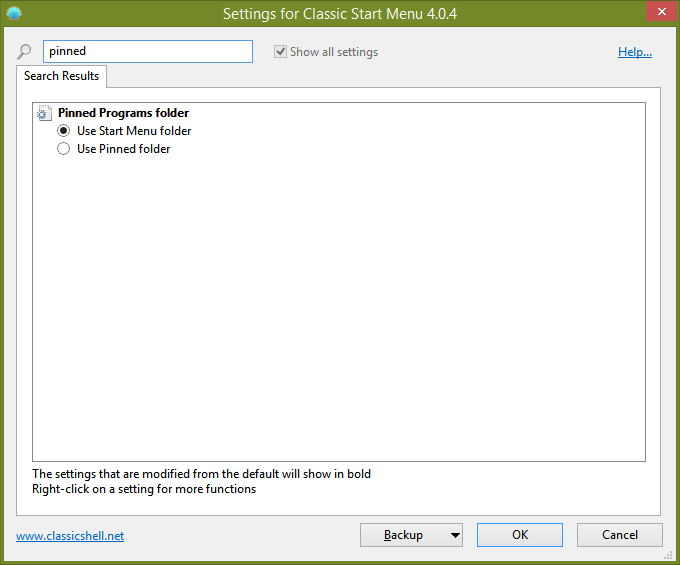 Settings for Classic Start Menu 4.0.4
pinned
Show all settings
Help...
Search Results
Pinned Programs folder
Use Start Menu folder
Use Pinned folder
The settings that are modified from the default will show in bold
Right-click on a setting for more functions
www.classicshell.net
Backup
OK
Cancel